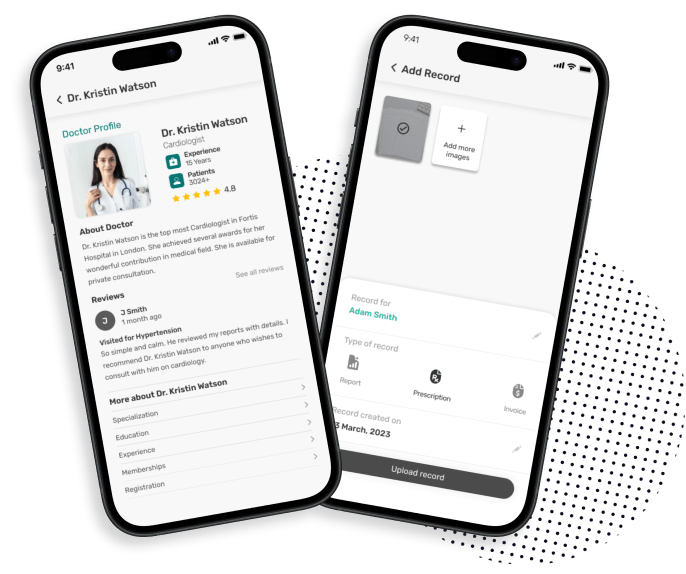 9:41
Dr. Kristin Watson
Doctor Profile
Dr. Kristin Watson
Cardiologist
Experience
15 Years
Patients
3024+
4.8
About Doctor
Dr. Kristin Watson is the top most Cardiologist in Fortis
Hospital in London. She achieved several awards for her
wonderful contribution in medical field. She is available for
private consultation.
See all reviews
Reviews
J
J Smith
1 month ago
Visited for Hypertension
So simple and calm. He reviewed my reports with details. I
recommend Dr. Kristin Watson to anyone who wishes to
consult with him on cardiology.
More about Dr. Kristin Watson
Specialization
Education
Experience
Memberships
Registration
9:41
Add Record
+
Add more
images
Record for
Adam Smith
Type of record
Report
Prescription
Invoice
Record created on
3 March, 2023
Upload record